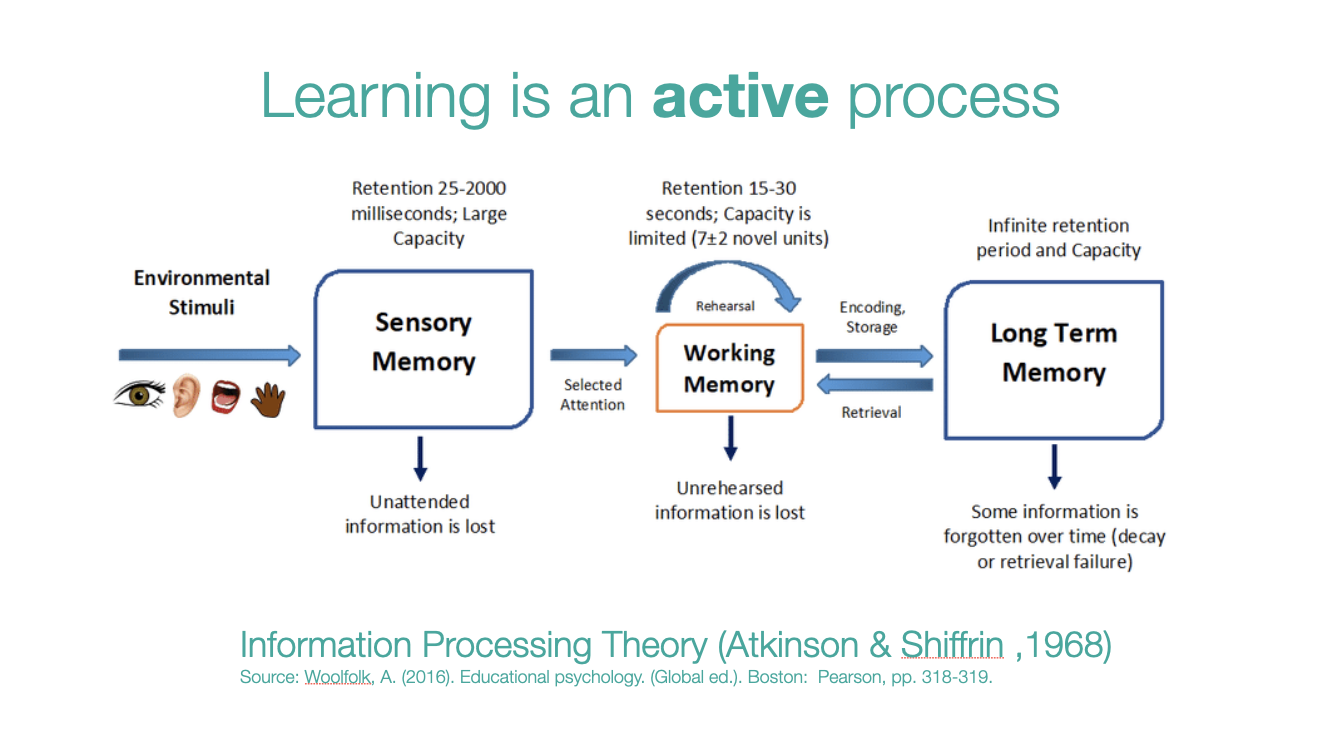 Learning is an active process
Retention 25-2000
milliseconds; Large
Capacity
Retention 15-30
seconds; Capacity is
limited (7±2 novel units)
Infinite retention
period and Capacity
Environmental
Stimuli
Sensory
Memory
Selected
Attention
Rehearsal
Working
Memory
Encoding,
Storage
Retrieval
Long Term
Memory
Unattended
information is lost
Unrehearsed
information is lost
Some information is
forgotten over time (decay
or retrieval failure)
Information Processing Theory (Atkinson & Shiffrin ,1968)
Source: Woolfolk, A. (2016). Educational psychology. (Global ed.). Boston:  Pearson, pp. 318-319.